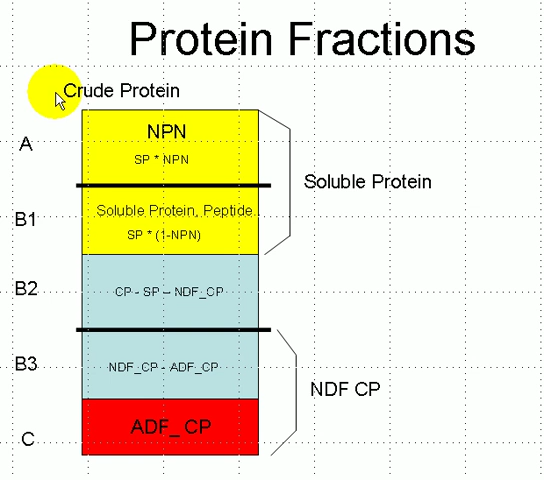 Protein Fractions
Crude Protein
A
NPN
SP * NPN
Soluble Protein
B1
Soluble Protein, Peptide
SP * (1-NPN)
B2
CP - SP - NDF_CP
B3
NDF_CP - ADF_CP
NDF CP
C
ADF_ CP